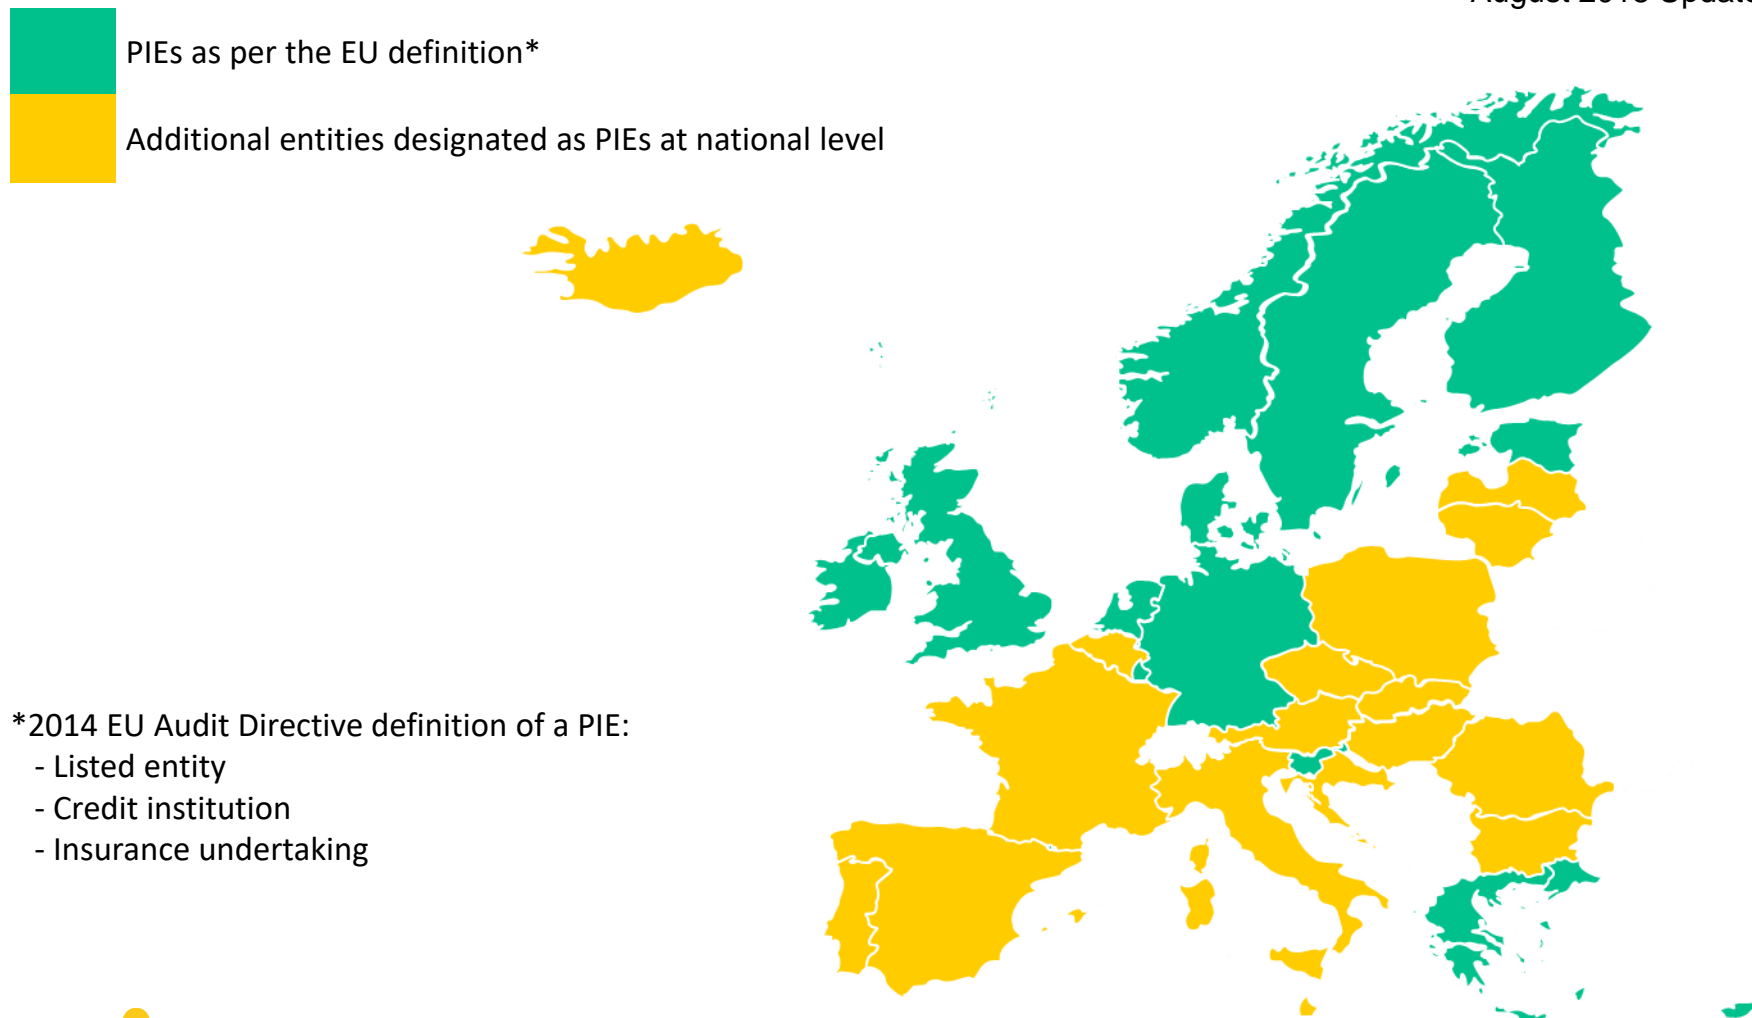 PIEs as per the EU definition*
Additional entities designated as PIEs at national level
*2014 EU Audit Directive definition of a PIE:
- Listed entity
- Credit institution
- Insurance undertaking